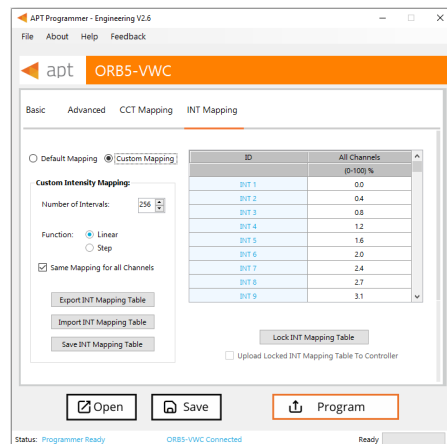 APT Programmer - Engineering V2.6
File About Help Feedback
apt ORB5-VWC
Basic Advanced CCT Mapping INT Mapping
Default Mapping Custom Mapping
Custom Intensity Mapping:
Number of Intervals: 256
Function: Linear
Step
Same Mapping for all Channels
Export INT Mapping Table
Import INT Mapping Table
Save INT Mapping Table
ID All Channels
(0-100) %
INT 1 0.0
INT 2 0.4
INT 3 0.8
INT 4 1.2
INT 5 1.6
INT 6 2.0
INT 7 2.4
INT 8 2.7
INT 9 3.1
Lock INT Mapping Table
Upload Locked INT Mapping Table To Controller
Open Save Program
Status: Programmer Ready ORB5-VWC Connected Ready